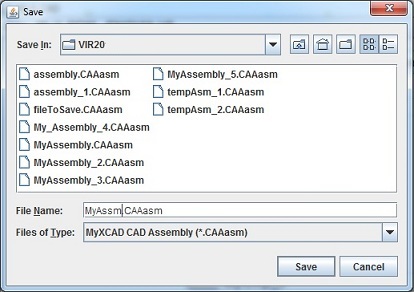 Save
Save In: VIR20
assembly.CAAasm
assembly_1.CAAasm
fileToSave.CAAasm
My_Assembly_4.CAAasm
MyAssembly.CAAasm
MyAssembly_2.CAAasm
MyAssembly_3.CAAasm
MyAssembly_5.CAAasm
tempAsm_1.CAAasm
tempAsm_2.CAAasm
File Name: MyAssm.CAAasm
Files of Type: MyXCAD CAD Assembly (*.CAAasm)
Save Cancel